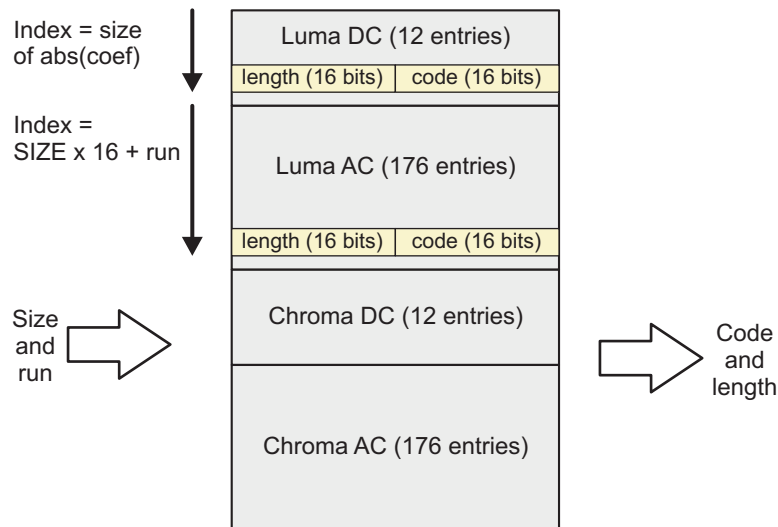 Index = size
of abs(coef)
Luma DC (12 entries)
length (16 bits) code (16 bits)
Index =
SIZE x 16 + run
Luma AC (176 entries)
length (16 bits) code (16 bits)
Size
and
run
Chroma DC (12 entries)
Code
and
length
Chroma AC (176 entries)